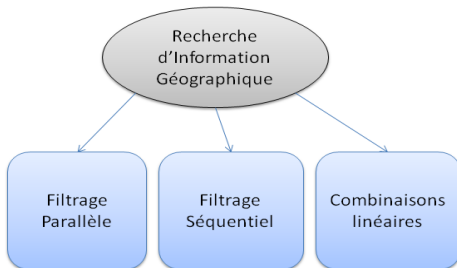 Recherche
d'Information
Géographique
Filtrage
Parallèle
Filtrage
Séquentiel
Combinaisons
linéaires